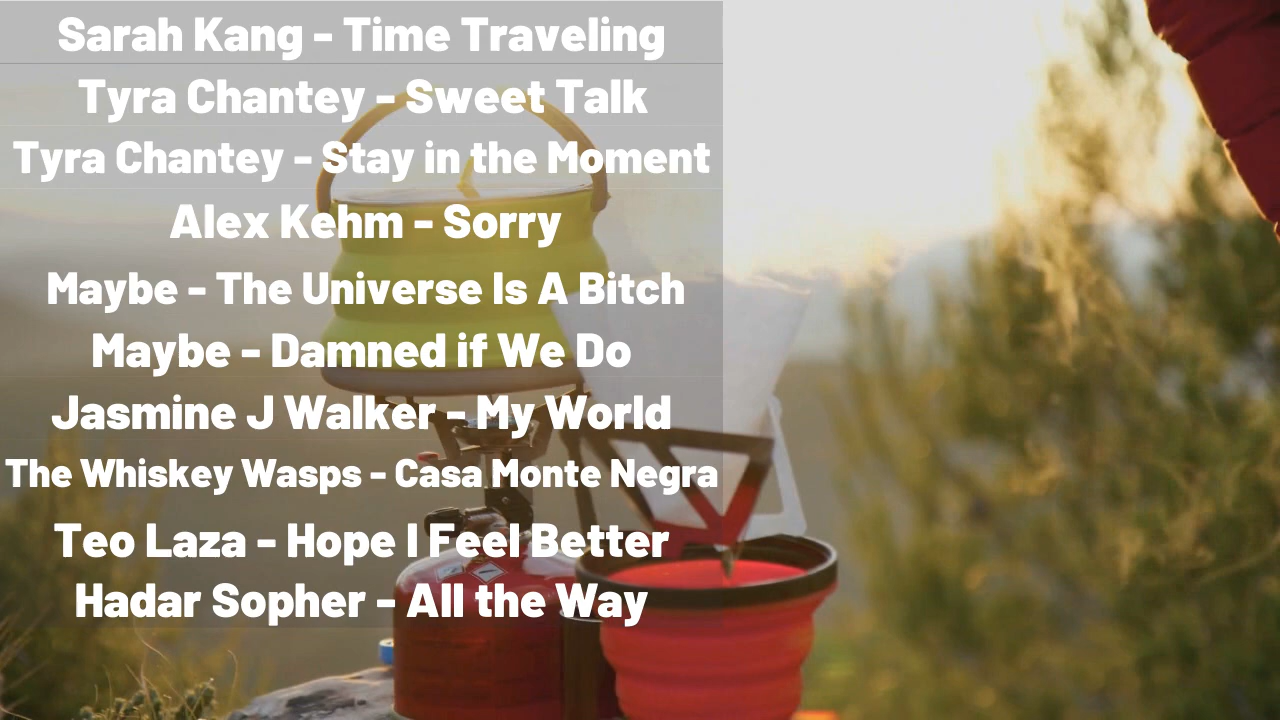 Sarah Kang - Time Traveling
Tyra Chantey - Sweet Talk
Tyra Chantey - Stay in the Moment
Alex Kehm - Sorry
Maybe - The Universe Is A Bitch
Maybe - Damned if We Do
Jasmine J Walker - My World
The Whiskey Wasps - Casa Monte Negra
Teo Laza - Hope I Feel Better
Hadar Sopher - All the Way